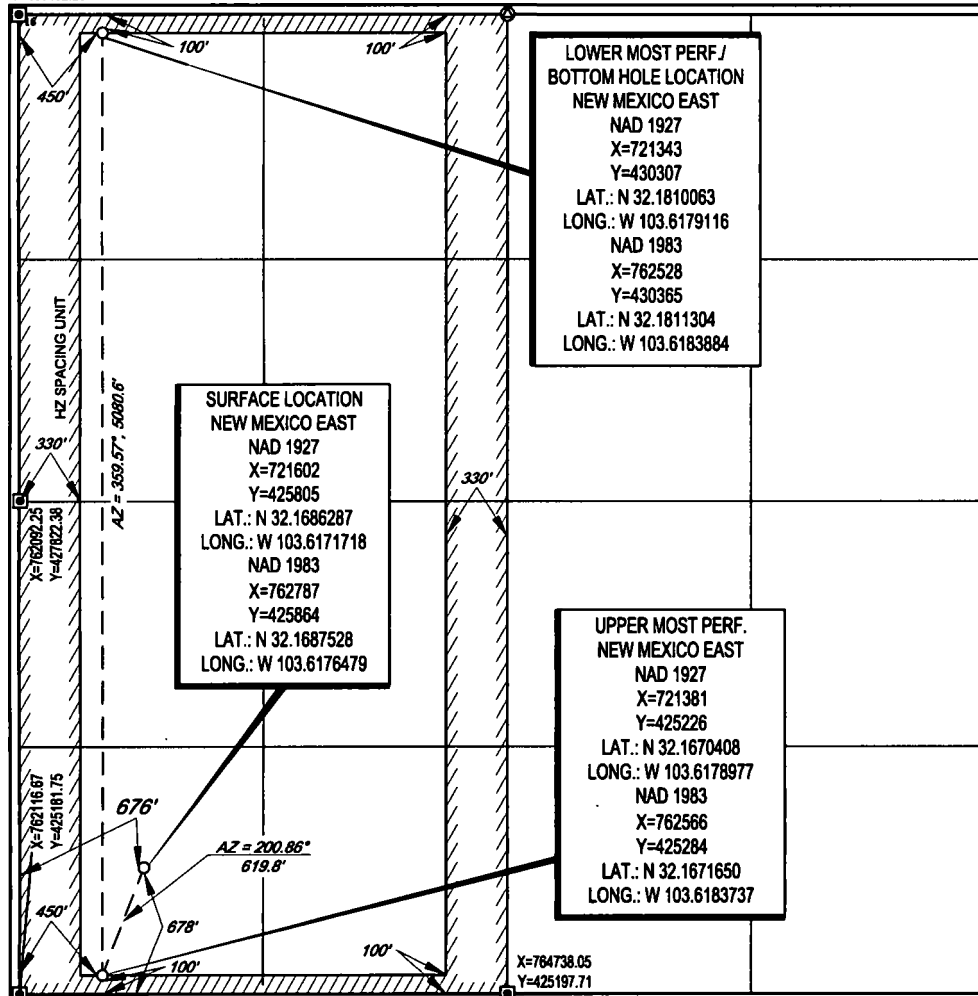 100'
100'
450'
LOWER MOST PERF./
BOTTOM HOLE LOCATION
NEW MEXICO EAST
NAD 1927
X=721343
Y=430307
LAT.: N 32.1810063
LONG.: W 103.6179116
NAD 1983
X=762528
Y=430365
LAT.: N 32.1811304
LONG.: W 103.6183884
HZ SPACING UNIT
AZ = 359.57°, 5080.6'
330'
330'
X=762092.25
Y=427822.38
SURFACE LOCATION
NEW MEXICO EAST
NAD 1927
X=721602
Y=425805
LAT.: N 32.1686287
LONG.: W 103.6171718
NAD 1983
X=762787
Y=425864
LAT.: N 32.1687528
LONG.: W 103.6176479
UPPER MOST PERF.
NEW MEXICO EAST
NAD 1927
X=721381
Y=425226
LAT.: N 32.1670408
LONG.: W 103.6178977
NAD 1983
X=762566
Y=425284
LAT.: N 32.1671650
LONG.: W 103.6183737
X=762116.67
Y=425181.75
676'
AZ = 200.86°
619.8'
450'
678'
100'
100'
X=764738.05
Y=425197.71